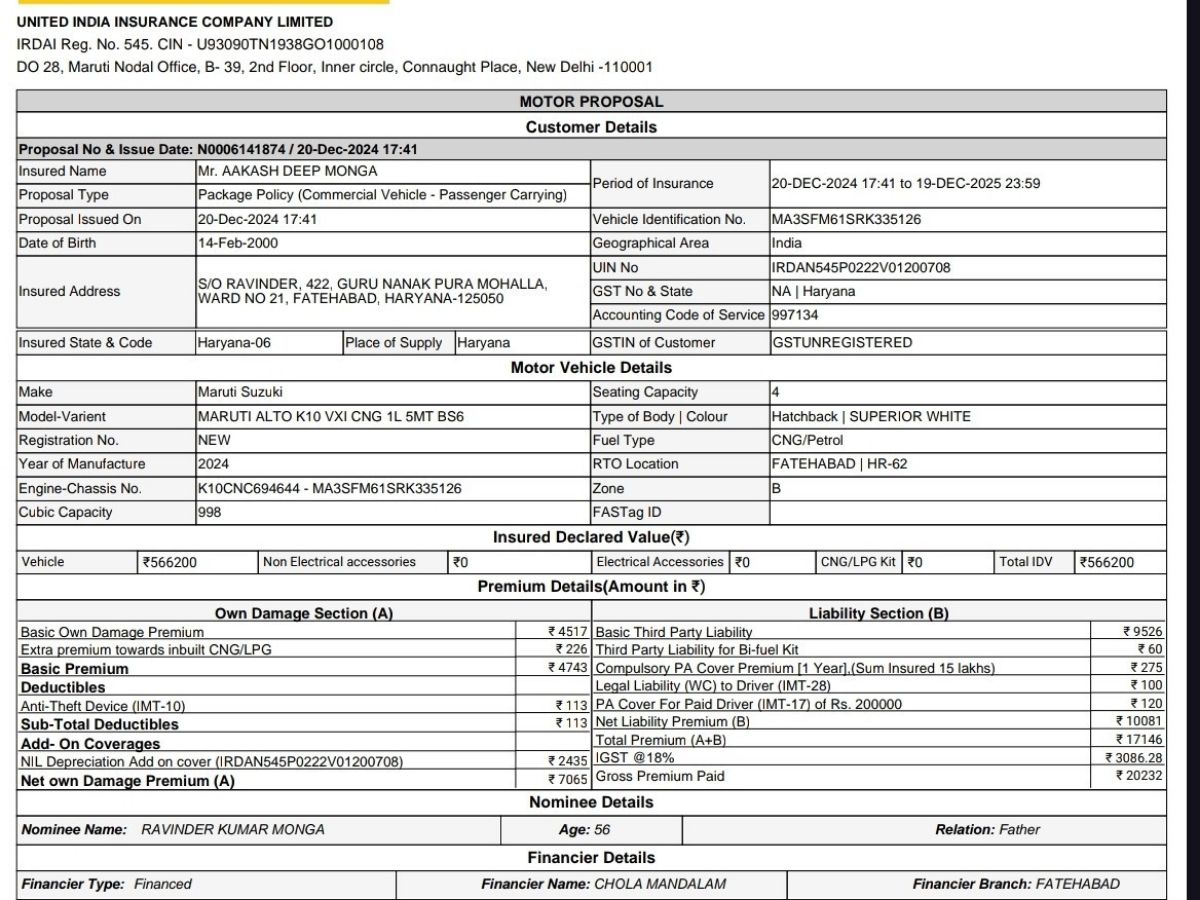 UNITED INDIA INSURANCE COMPANY LIMITED
IRDAI Reg. No. 545. CIN - U93090TN1938GO1000108
DO 28, Maruti Nodal Office, B- 39, 2nd Floor, Inner circle, Connaught Place, New Delhi -110001
MOTOR PROPOSAL
Customer Details
Proposal No & Issue Date: N0006141874 / 20-Dec-2024 17:41
Insured Name Mr. AAKASH DEEP MONGA
Proposal Type Package Policy (Commercial Vehicle - Passenger Carrying)
Period of Insurance 20-DEC-2024 17:41 to 19-DEC-2025 23:59
Proposal Issued On 20-Dec-2024 17:41 Vehicle Identification No. MA3SFM61SRK335126
Date of Birth 14-Feb-2000 Geographical Area India
Insured Address S/O RAVINDER, 422, GURU NANAK PURA MOHALLA,
WARD NO 21, FATEHABAD, HARYANA-125050
UIN No IRDAN545P0222V01200708
GST No & State NA | Haryana
Accounting Code of Service 997134
Insured State & Code Haryana-06 Place of Supply Haryana GSTIN of Customer GSTUNREGISTERED
Motor Vehicle Details
Make Maruti Suzuki Seating Capacity 4
Model-Varient MARUTI ALTO K10 VXI CNG 1L 5MT BS6 Type of Body | Colour Hatchback | SUPERIOR WHITE
Registration No. NEW Fuel Type CNG/Petrol
Year of Manufacture 2024 RTO Location FATEHABAD | HR-62
Engine-Chassis No. K10CNC694644 - MA3SFM61SRK335126 Zone B
Cubic Capacity 998 FASTag ID
Insured Declared Value(₹)
Vehicle ₹566200 Non Electrical accessories ₹0 Electrical Accessories ₹0 CNG/LPG Kit ₹0 Total IDV ₹566200
Premium Details(Amount in ₹)
Own Damage Section (A) Liability Section (B)
Basic Own Damage Premium ₹ 4517 Basic Third Party Liability ₹ 9526
Extra premium towards inbuilt CNG/LPG ₹ 226 Third Party Liability for Bi-fuel Kit ₹ 60
Basic Premium ₹ 4743 Compulsory PA Cover Premium [1 Year],(Sum Insured 15 lakhs) ₹ 275
Deductibles Legal Liability (WC) to Driver (IMT-28) ₹ 100
Anti-Theft Device (IMT-10) ₹ 113 PA Cover For Paid Driver (IMT-17) of Rs. 200000 ₹ 120
Sub-Total Deductibles ₹ 113 Net Liability Premium (B) ₹ 10081
Add- On Coverages Total Premium (A+B) ₹ 17146
NIL Depreciation Add on cover (IRDAN545P0222V01200708) ₹ 2435 IGST @18% ₹ 3086.28
Net own Damage Premium (A) ₹ 7065 Gross Premium Paid ₹ 20232
Nominee Details
Nominee Name: RAVINDER KUMAR MONGA Age: 56 Relation: Father
Financier Details
Financier Type: Financed Financier Name: CHOLA MANDALAM Financier Branch: FATEHABAD